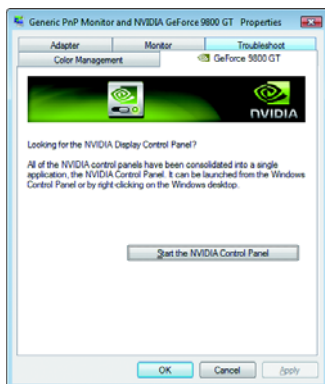 Generic PnP Monitor and NVIDIA GeForce 9800 GT Properties
Adapter Monitor Troubleshoot
Color Management GeForce 9800 GT
NVIDIA
Looking for the NVIDIA Display Control Panel?
All of the NVIDIA control panels have been consolidated into a single
application, the NVIDIA Control Panel. It can be launched from the Windows
Control Panel or by right-clicking on the Windows desktop.
Start the NVIDIA Control Panel
OK Cancel Apply